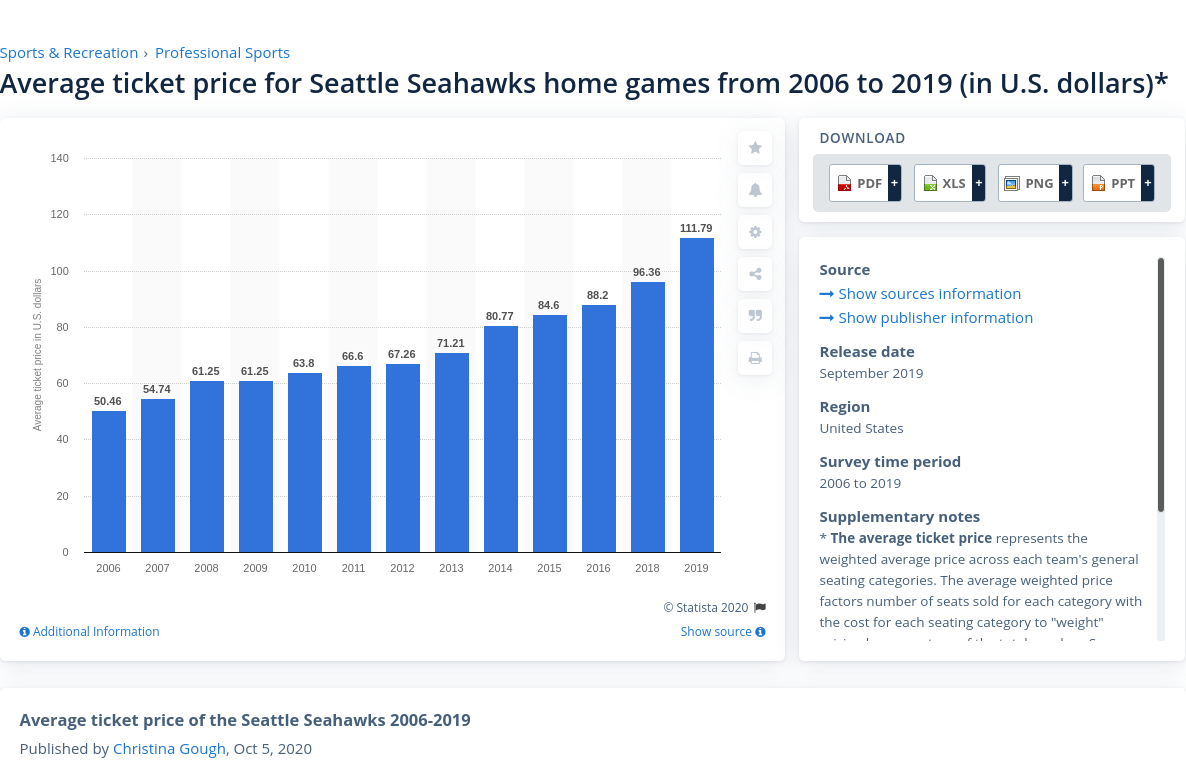 Sports & Recreation › Professional Sports
Average ticket price for Seattle Seahawks home games from 2006 to 2019 (in U.S. dollars)*
Average ticket price in U.S. dollars
140
120
100
80
60
40
20
0
50.46
54.74
61.25
61.25
63.8
66.6
67.26
71.21
80.77
84.6
88.2
96.36
111.79
2006 2007 2008 2009 2010 2011 2012 2013 2014 2015 2016 2018 2019
© Statista 2020
Additional Information
Show source
DOWNLOAD
PDF + XLS + PNG + PPT +
Source
Show sources information
Show publisher information
Release date
September 2019
Region
United States
Survey time period
2006 to 2019
Supplementary notes
* The average ticket price represents the
weighted average price across each team's general
seating categories. The average weighted price
factors number of seats sold for each category with
the cost for each seating category to "weight"
Average ticket price of the Seattle Seahawks 2006-2019
Published by Christina Gough, Oct 5, 2020